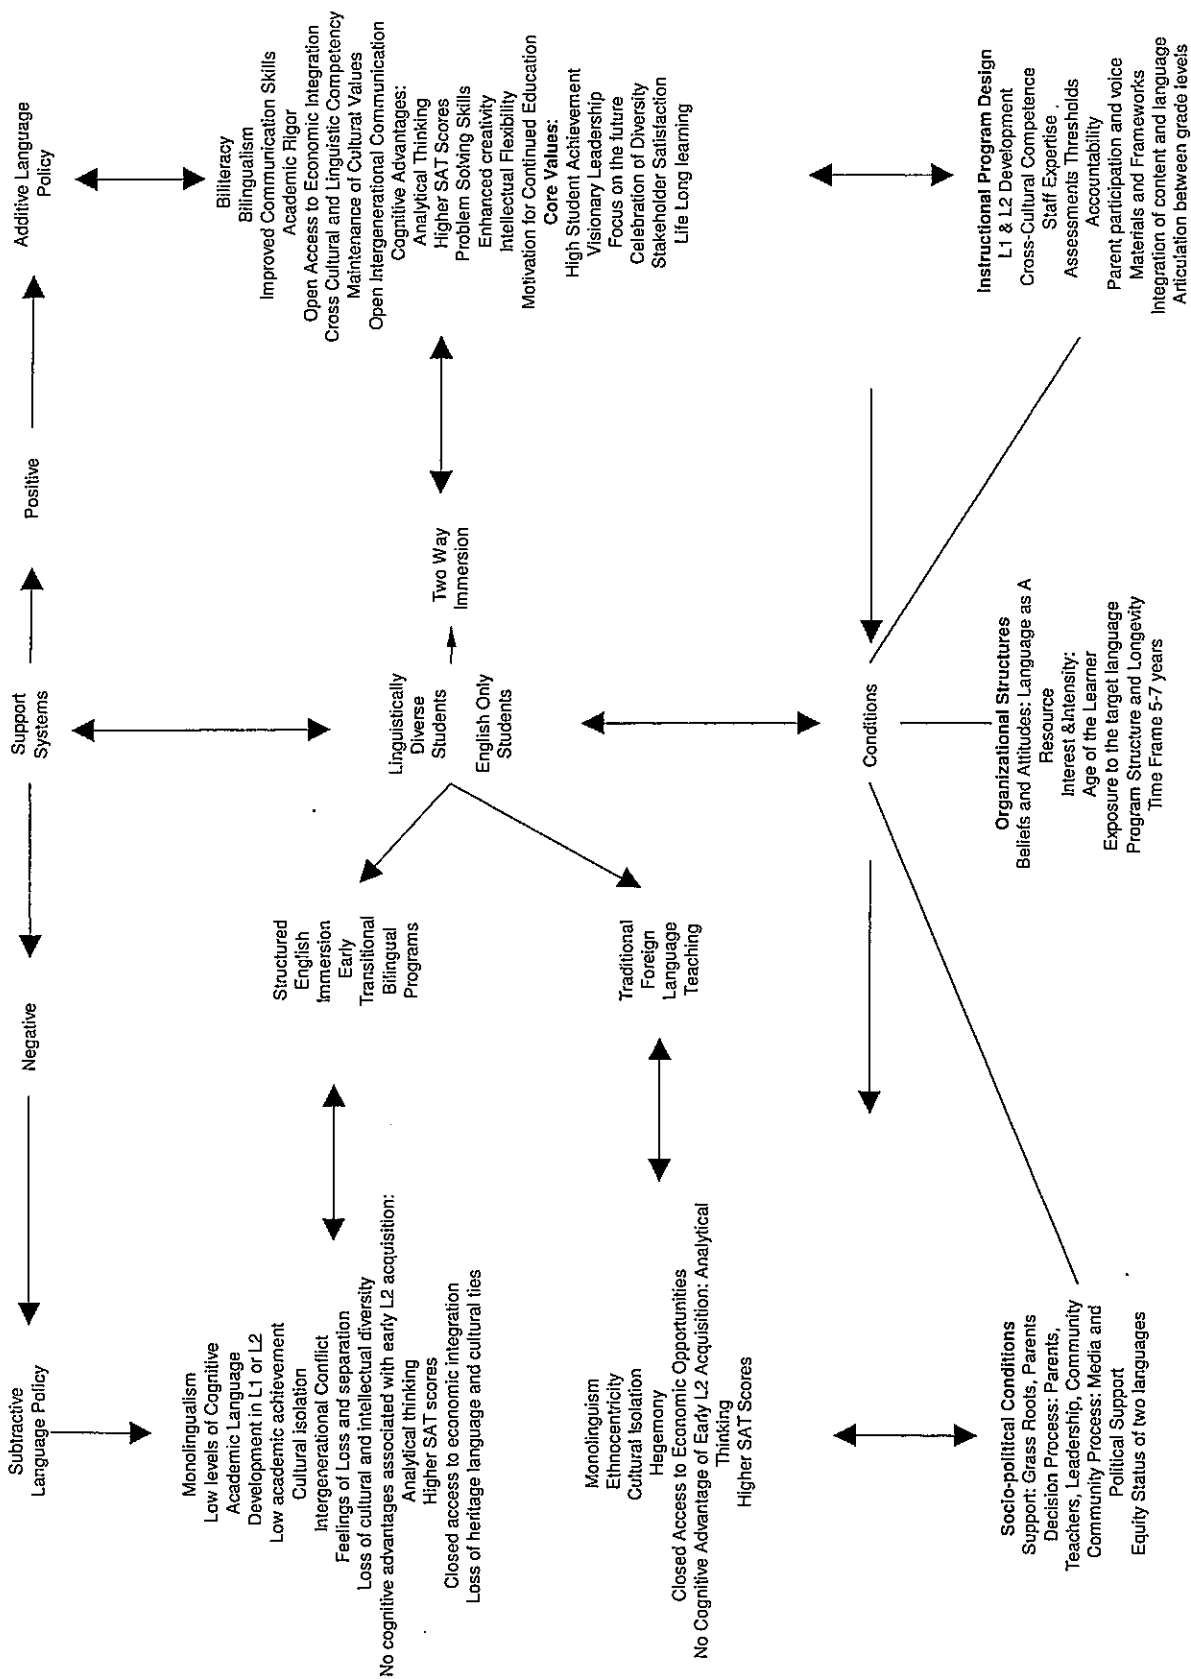 Subtractive
Language Policy
Negative
Support
Systems
Positive
Additive Language
Policy
Monolingualism
Low levels of Cognitive
Academic Language
Development in L1 or L2
Low academic achievement
Cultural isolation
Intergenerational Conflict
Feelings of Loss and separation
Loss of cultural and intellectual diversity
No cognitive advantages associated with early L2 acquisition:
Analytical thinking
Higher SAT scores
Closed access to economic integration
Loss of heritage language and cultural ties
Structured
English
Immersion
Early
Transitional
Bilingual
Programs
Linguistically
Diverse
Students
English Only
Students
Two Way
Immersion
Biliteracy
Bilingualism
Improved Communication Skills
Academic Rigor
Open Access to Economic Integration
Cross Cultural and Linguistic Competency
Maintenance of Cultural Values
Open Intergenerational Communication
Cognitive Advantages:
Analytical Thinking
Higher SAT Scores
Problem Solving Skills
Enhanced creativity
Intellectual Flexibility
Motivation for Continued Education
Core Values:
High Student Achievement
Visionary Leadership
Focus on the future
Celebration of Diversity
Stakeholder Satisfaction
Life Long learning
Monolinguism
Ethnocentricity
Cultural Isolation
Hegemony
Closed Access to Economic Opportunities
No Cognitive Advantage of Early L2 Acquisition: Analytical
Thinking
Higher SAT Scores
Traditional
Foreign
Language
Teaching
Conditions
Socio-political Conditions
Support: Grass Roots, Parents
Decision Process: Parents,
Teachers, Leadership, Community
Community Process: Media and
Political Support
Equity Status of two languages
Organizational Structures
Beliefs and Attitudes: Language as A
Resource
Interest &Intensity:
Age of the Learner
Exposure to the target language
Program Structure and Longevity
Time Frame 5-7 years
Instructional Program Design
L1 & L2 Development
Cross-Cultural Competence
Staff Expertise
Assessments Thresholds
Accountability
Parent participation and voice
Materials and Frameworks
Integration of content and language
Articulation between grade levels